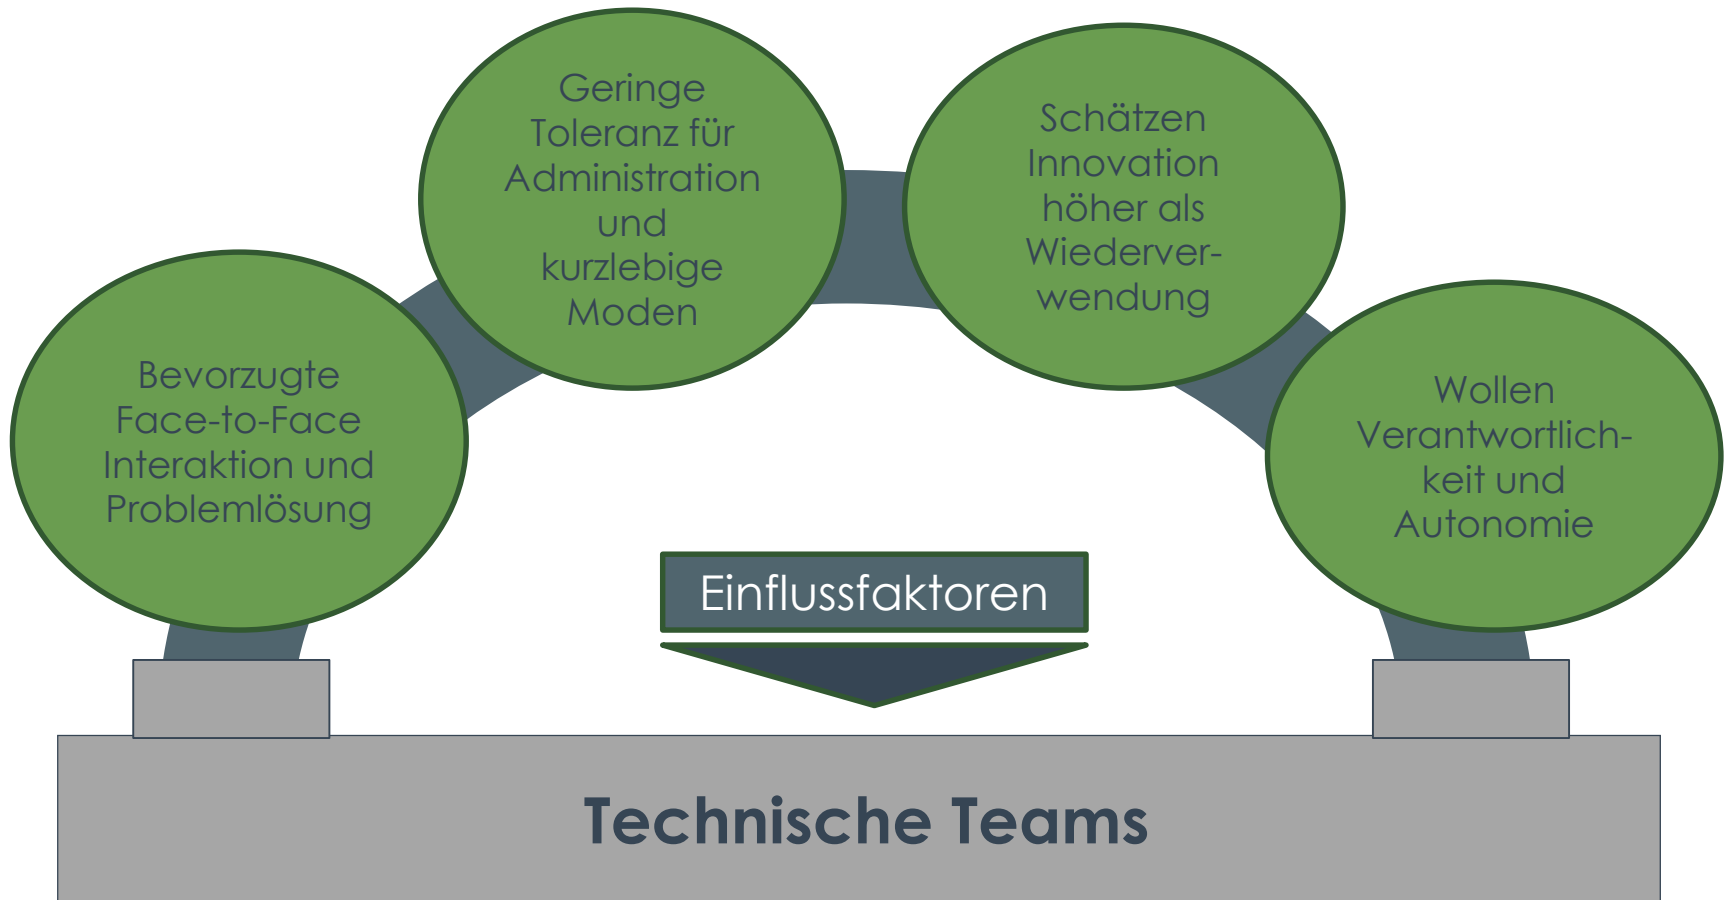 Geringe
Toleranz für
Administration
und
kurzlebige
Moden
Schätzen
Innovation
höher als
Wiederver-
wendung
Bevorzugte
Face-to-Face
Interaktion und
Problemlösung
Wollen
Verantwortlich-
keit und
Autonomie
Einflussfaktoren
Technische Teams